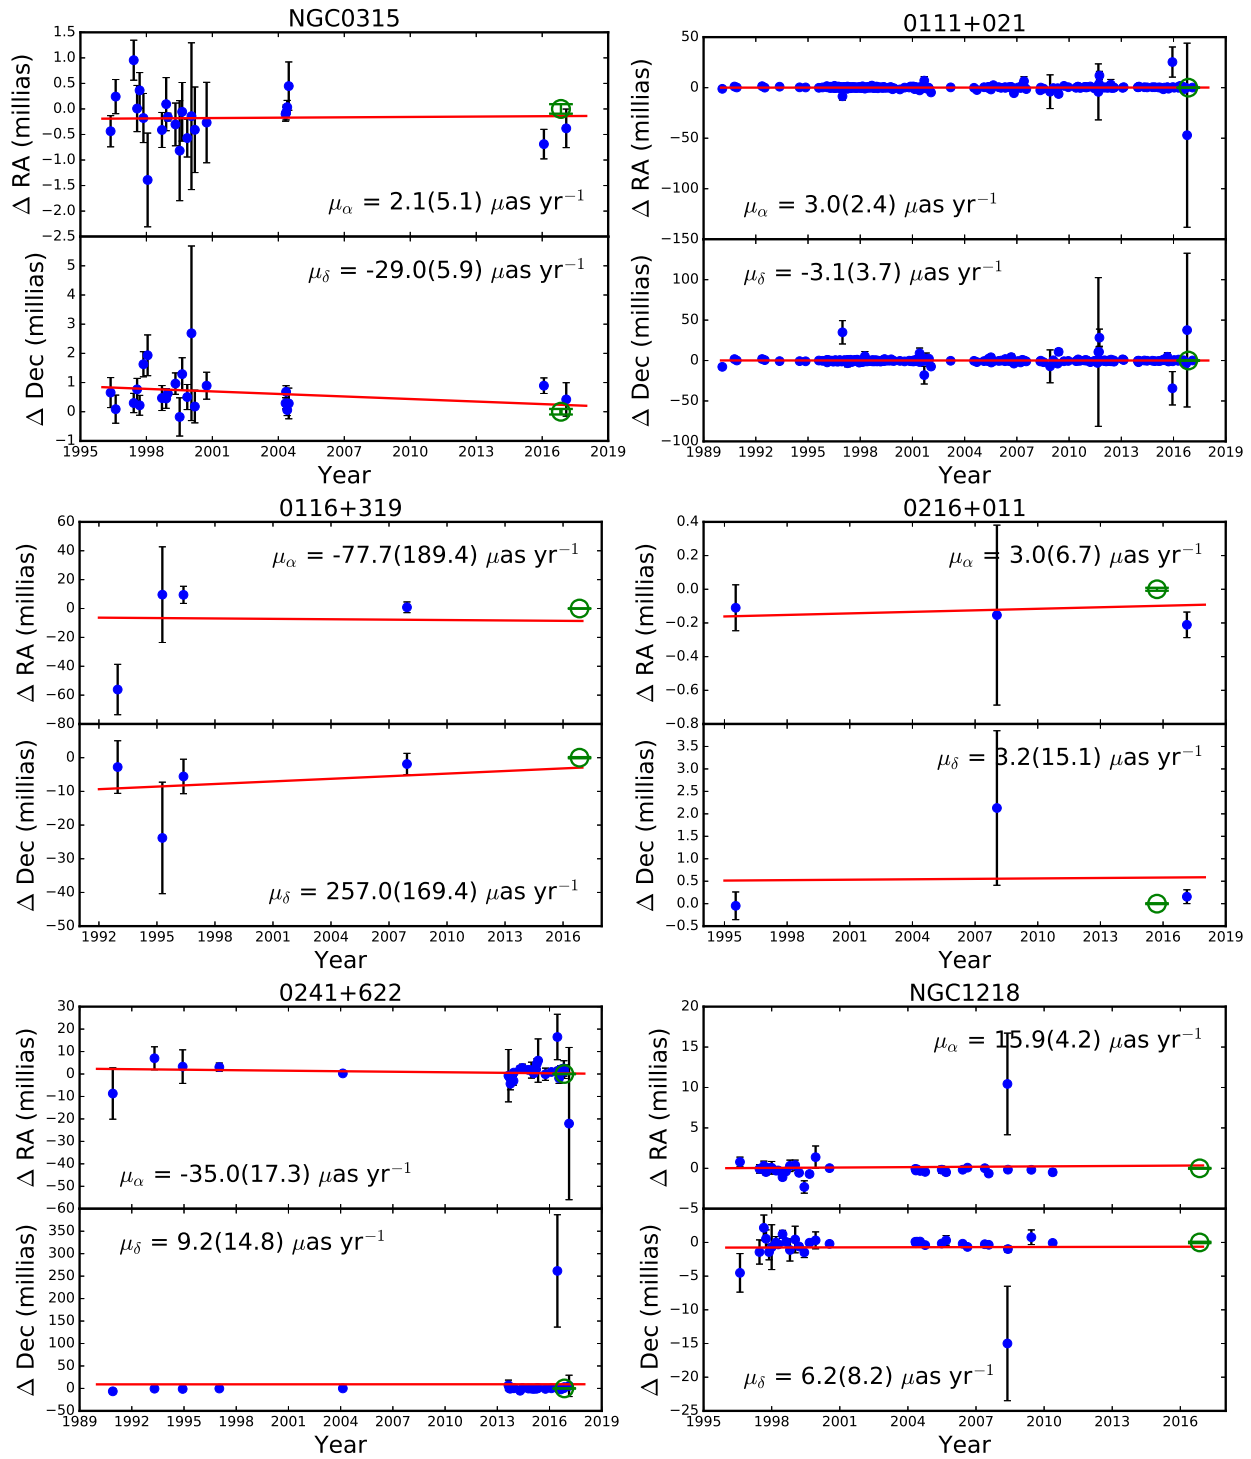 NGC0315
1.5
1.0
0.5
0.0
−0.5
−1.0
−1.5
−2.0
−2.5
Δ RA (millias)
μα = 2.1(5.1) μas yr−1
5
4
3
2
1
0
−1
Δ Dec (millias)
μδ = -29.0(5.9) μas yr−1
1995 1998 2001 2004 2007 2010 2013 2016 2019
Year
0111+021
50
0
−50
−100
−150
Δ RA (millias)
μα = 3.0(2.4) μas yr−1
100
50
0
−50
−100
Δ Dec (millias)
μδ = -3.1(3.7) μas yr−1
1989 1992 1995 1998 2001 2004 2007 2010 2013 2016 2019
Year
0116+319
60
40
20
0
−20
−40
−60
−80
Δ RA (millias)
μα = -77.7(189.4) μas yr−1
0
−10
−20
−30
−40
−50
Δ Dec (millias)
μδ = 257.0(169.4) μas yr−1
1992 1995 1998 2001 2004 2007 2010 2013 2016
Year
0216+011
0.4
0.2
0.0
−0.2
−0.4
−0.6
−0.8
Δ RA (millias)
μα = 3.0(6.7) μas yr−1
3.5
3.0
2.5
2.0
1.5
1.0
0.5
0.0
−0.5
Δ Dec (millias)
μδ = 3.2(15.1) μas yr−1
1995 1998 2001 2004 2007 2010 2013 2016 2019
Year
0241+622
30
20
10
0
−10
−20
−30
−40
−50
−60
Δ RA (millias)
μα = -35.0(17.3) μas yr−1
350
300
250
200
150
100
50
0
−50
Δ Dec (millias)
μδ = 9.2(14.8) μas yr−1
1989 1992 1995 1998 2001 2004 2007 2010 2013 2016 2019
Year
NGC1218
20
15
10
5
0
−5
Δ RA (millias)
μα = 15.9(4.2) μas yr−1
0
−5
−10
−15
−20
−25
Δ Dec (millias)
μδ = 6.2(8.2) μas yr−1
1995 1998 2001 2004 2007 2010 2013 2016
Year